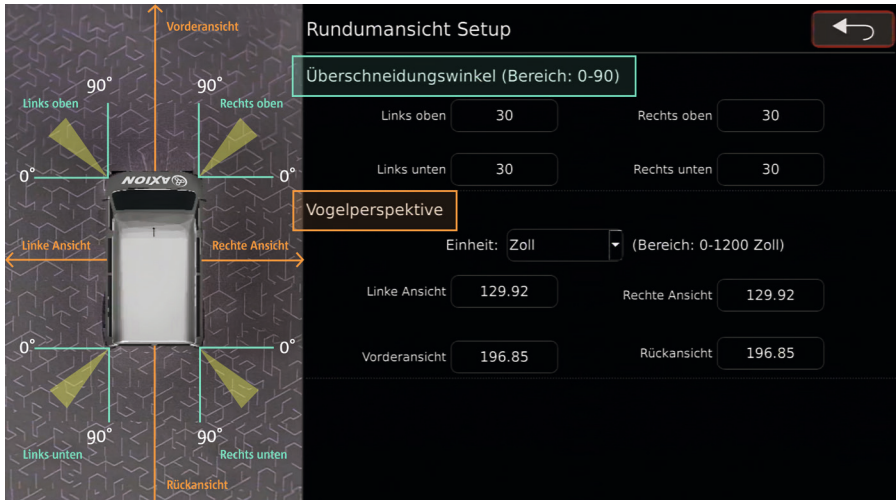 Vorderansicht
90°
90°
Links oben
Rechts oben
0°
0°
AXION
Linke Ansicht
Rechte Ansicht
0°
0°
90°
90°
Links unten
Rechts unten
Rückansicht
Rundumansicht Setup
Überschneidungswinkel (Bereich: 0-90)
Links oben 30 Rechts oben 30
Links unten 30 Rechts unten 30
Vogelperspektive
Einheit: Zoll (Bereich: 0-1200 Zoll)
Linke Ansicht 129.92 Rechte Ansicht 129.92
Vorderansicht 196.85 Rückansicht 196.85